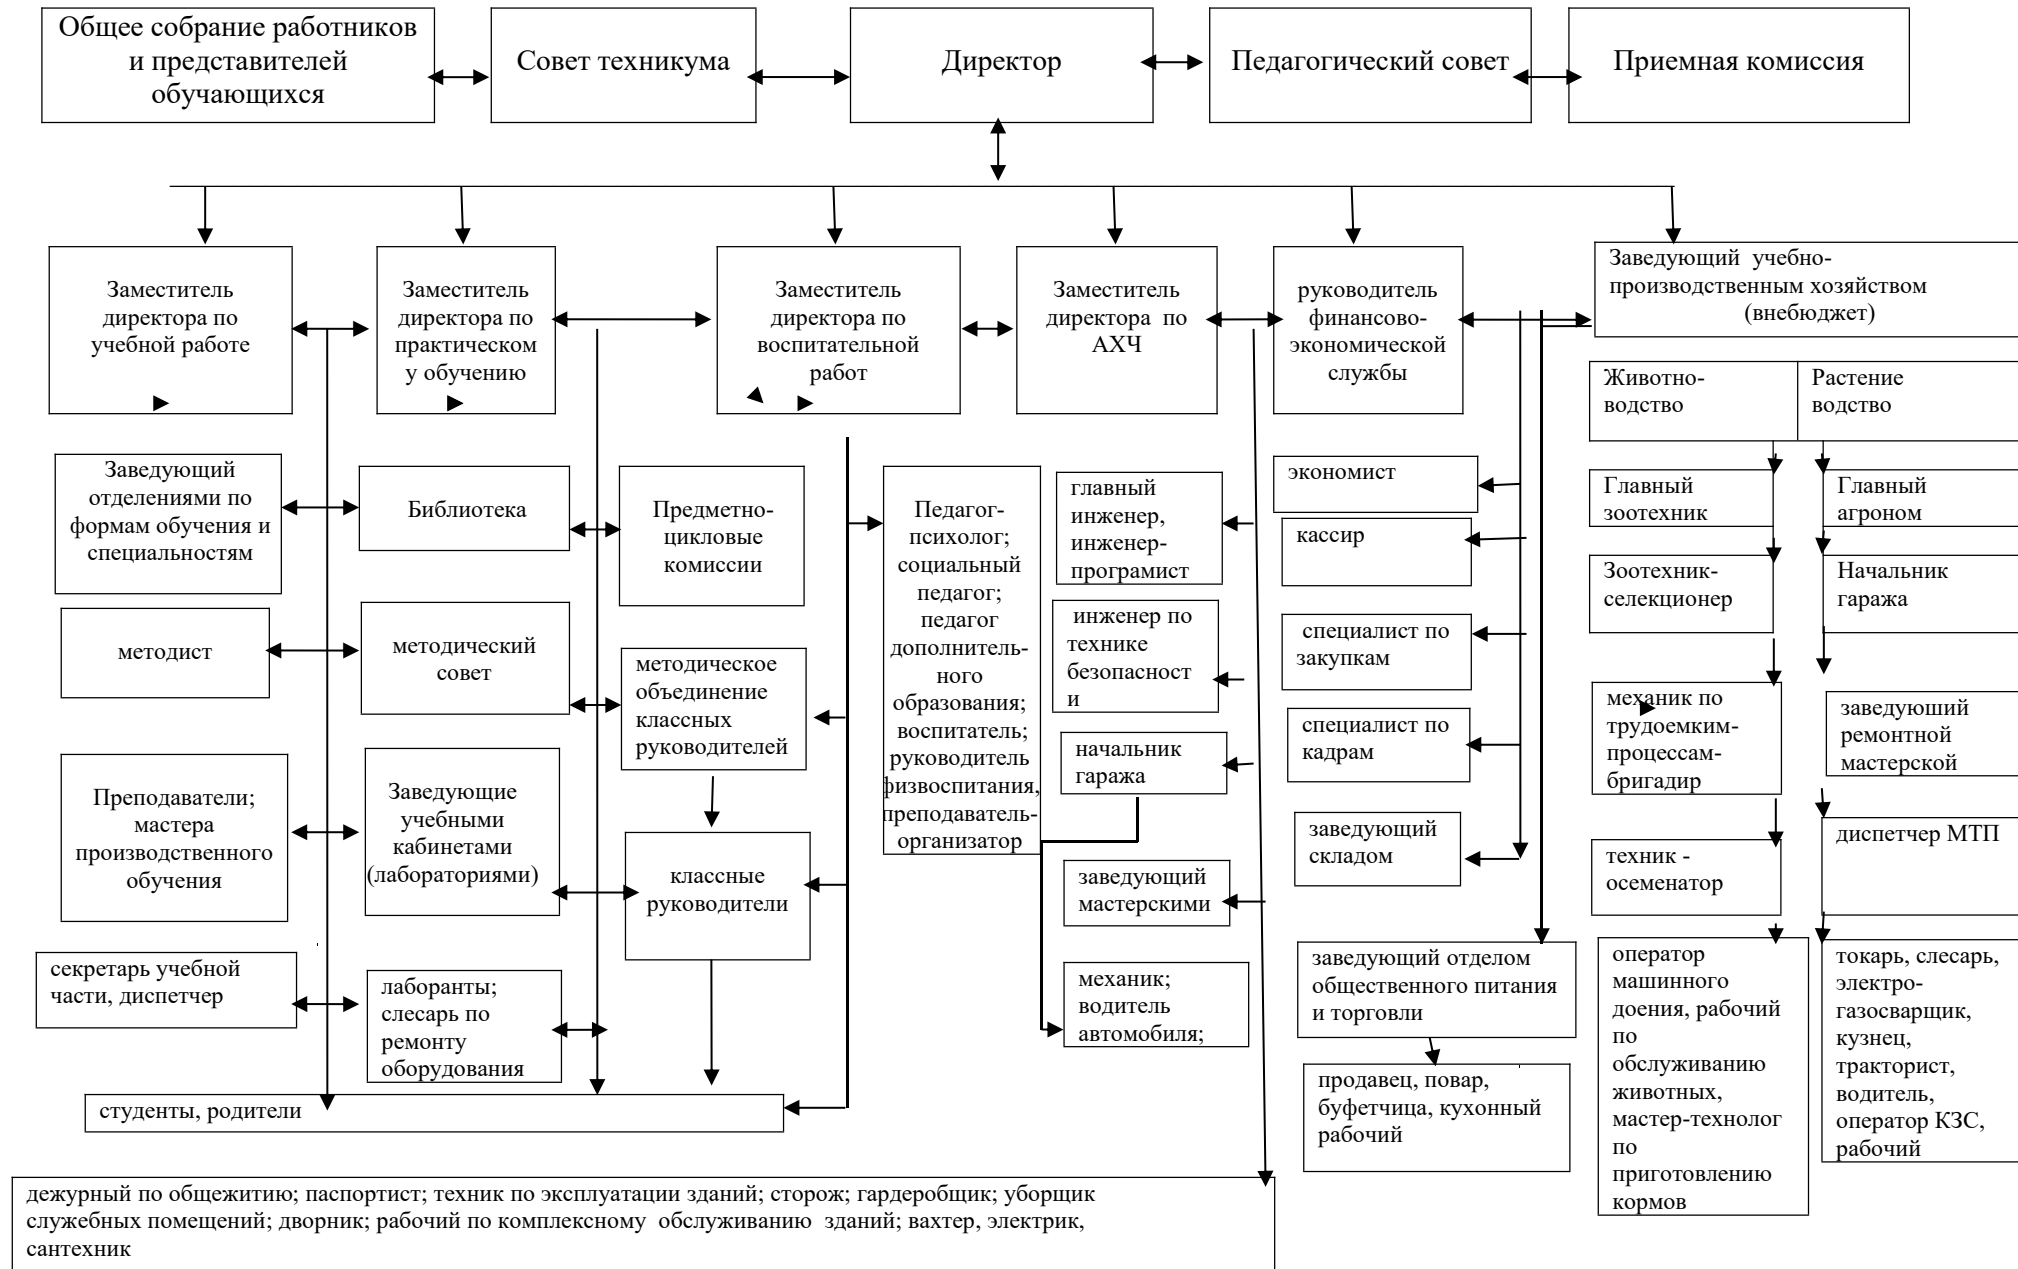 Общее собрание работников
и представителей
обучающихся
Совет техникума
Директор
Педагогический совет
Приемная комиссия
Заместитель
директора по
учебной работе
Заместитель
директора по
практическом
у обучению
Заместитель
директора по
воспитательной
работ
Заместитель
директора по
АХЧ
руководитель
финансово-
экономической
службы
Заведующий учебно-
производственным хозяйством
(внебюджет)
Животно-
водство
Растение
водство
Заведующий
отделениями по
формам обучения и
специальностям
Библиотека
Предметно-
цикловые
комиссии
Педагог-
психолог;
социальный
педагог;
педагог
дополнитель-
ного
образования;
воспитатель;
руководитель
физвоспитания,
преподаватель-
организатор
главный
инженер,
инженер-
програмист
экономист
кассир
Главный
зоотехник
Главный
агроном
Зоотехник-
селекционер
Начальник
гаража
методист
методический
совет
методическое
объединение
классных
руководителей
инженер по
технике
безопасност
и
специалист по
закупкам
специалист по
кадрам
механик по
трудоемким-
процессам-
бригадир
заведуюший
ремонтной
мастерской
начальник
гаража
Преподаватели;
мастера
производственного
обучения
Заведующие
учебными
кабинетами
(лабораториями)
классные
руководители
заведующий
мастерскими
заведующий
складом
техник -
осеменатор
диспетчер МТП
секретарь учебной
части, диспетчер
лаборанты;
слесарь по
ремонту
оборудования
механик;
водитель
автомобиля;
заведующий отделом
общественного питания
и торговли
оператор
машинного
доения, рабочий
по
обслуживанию
животных,
мастер-технолог
по
приготовлению
кормов
токарь, слесарь,
электро-
газосварщик,
кузнец,
тракторист,
водитель,
оператор КЗС,
рабочий
продавец, повар,
буфетчица, кухонный
рабочий
студенты, родители
дежурный по общежитию; паспортист; техник по эксплуатации зданий; сторож; гардеробщик; уборщик
служебных помещений; дворник; рабочий по комплексному обслуживанию зданий; вахтер, электрик,
сантехник